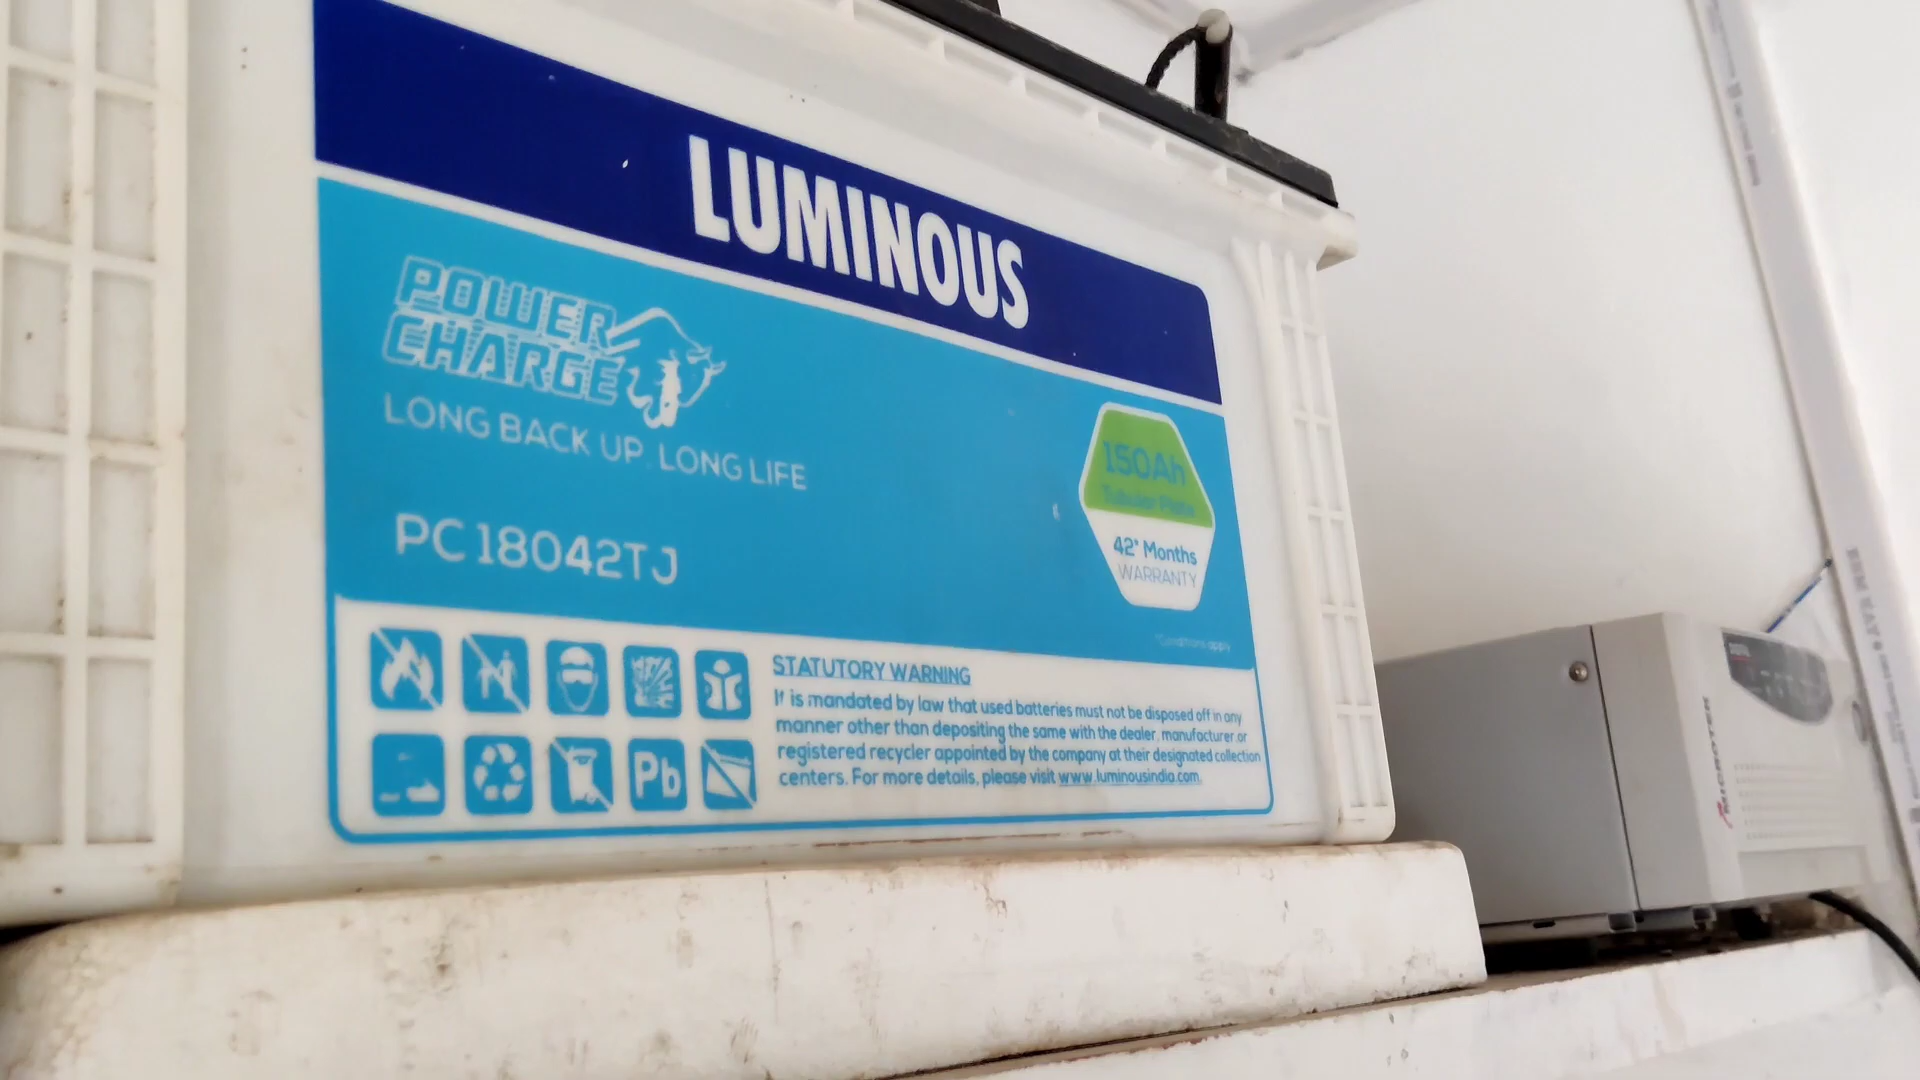 LUMINOUS
POWER
CHARGE
LONG BACK UP. LONG LIFE
PC 18042TJ
150Ah
Tubular Plate
42* Months
WARRANTY
*Conditions apply
STATUTORY WARNING
It is mandated by law that used batteries must not be disposed off in any
manner other than depositing the same with the dealer, manufacturer or
registered recycler appointed by the company at their designated collection
centers. For more details, please visit www.luminousindia.com.
Pb
MICROTEK